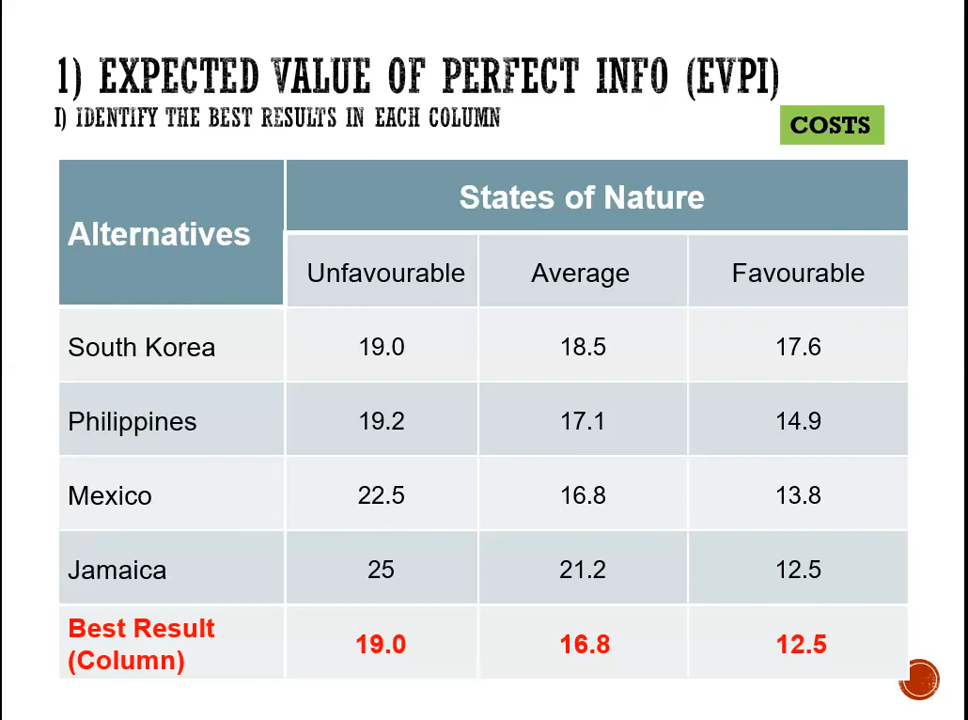 1) EXPECTED VALUE OF PERFECT INFO (EVPI)
I) IDENTIFY THE BEST RESULTS IN EACH COLUMN
COSTS
Alternatives
States of Nature
Unfavourable Average Favourable
South Korea 19.0 18.5 17.6
Philippines 19.2 17.1 14.9
Mexico 22.5 16.8 13.8
Jamaica 25 21.2 12.5
Best Result
(Column) 19.0 16.8 12.5